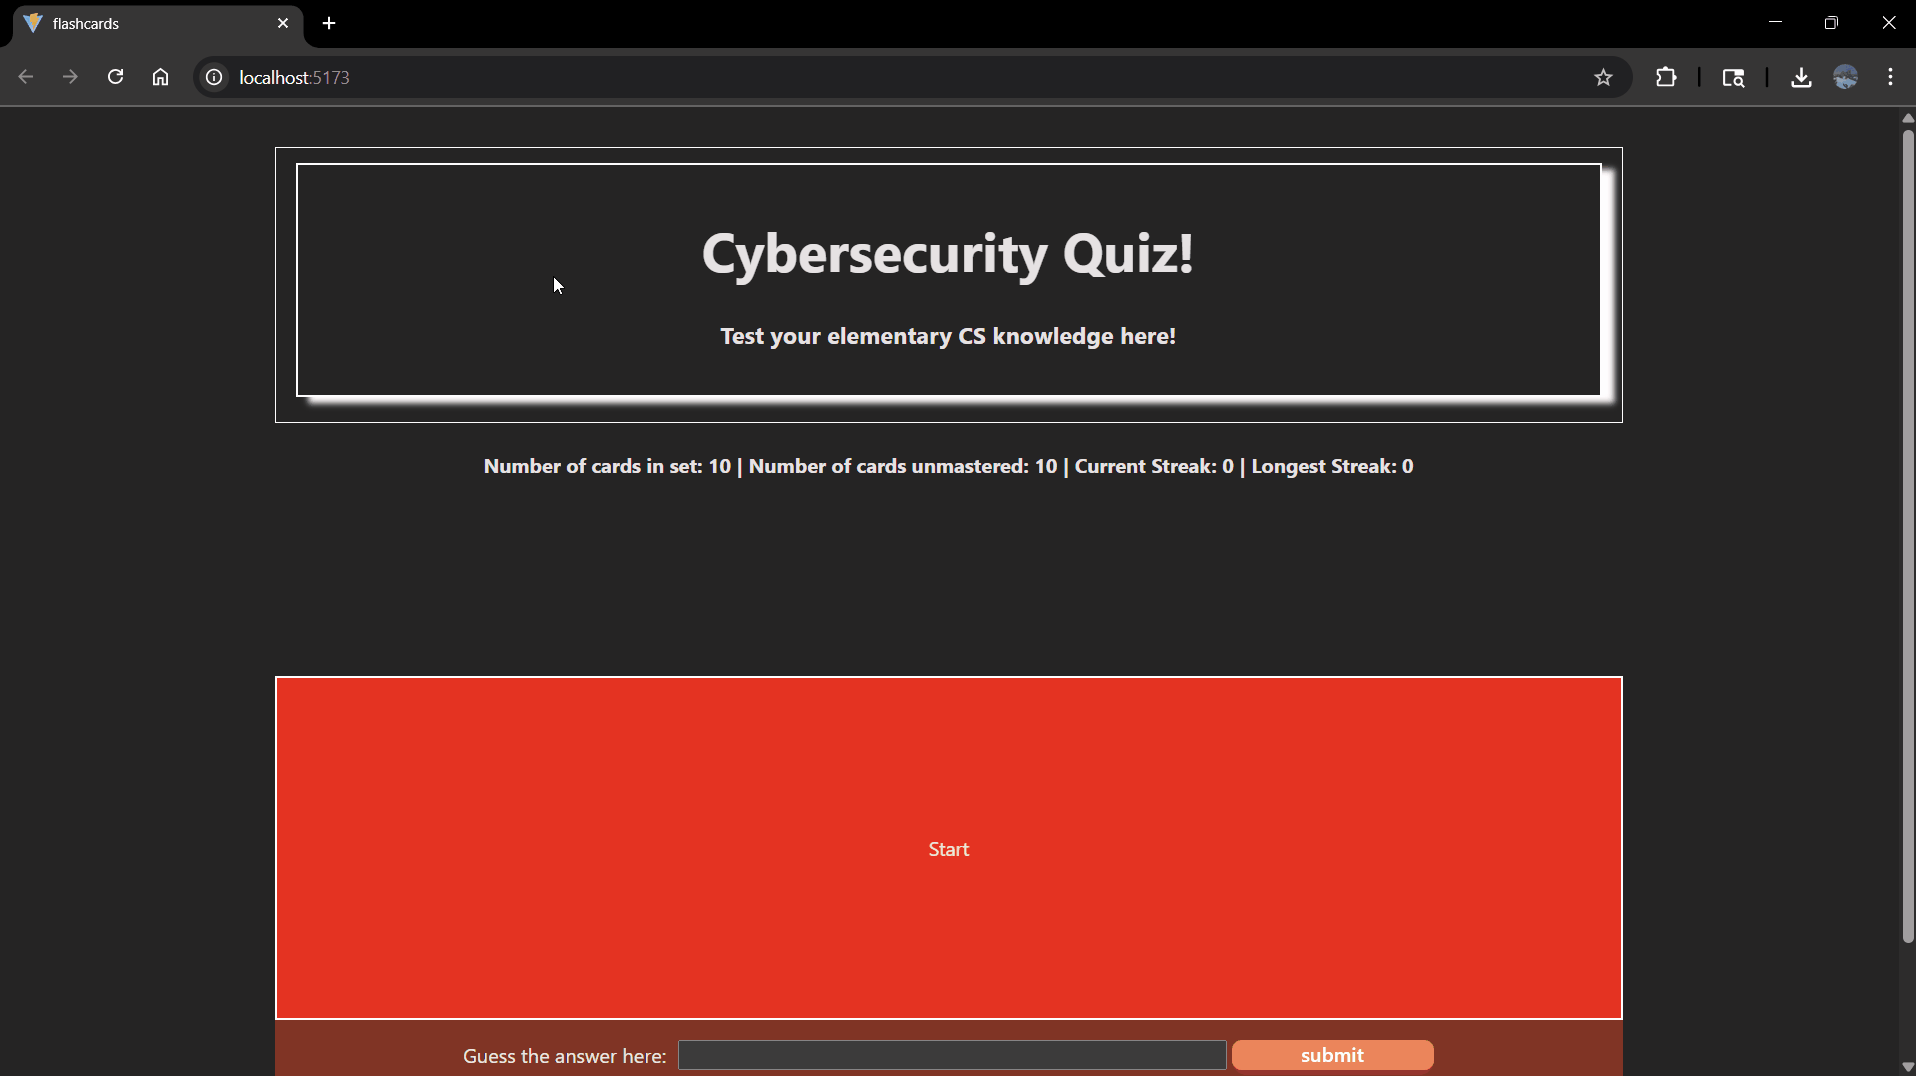 flashcards
localhost:5173
Cybersecurity Quiz!
Test your elementary CS knowledge here!
Number of cards in set: 10 | Number of cards unmastered: 10 | Current Streak: 0 | Longest Streak: 0
Start
Guess the answer here: submit